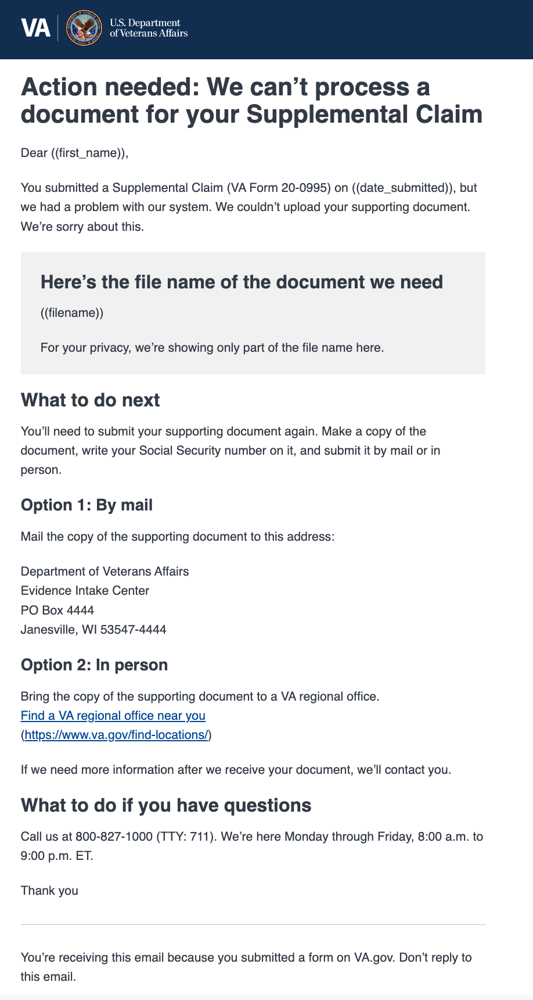 VA
U.S. Department
of Veterans Affairs
Action needed: We can’t process a
document for your Supplemental Claim
Dear ((first_name)),
You submitted a Supplemental Claim (VA Form 20-0995) on ((date_submitted)), but
we had a problem with our system. We couldn’t upload your supporting document.
We’re sorry about this.
Here’s the file name of the document we need
((filename))
For your privacy, we’re showing only part of the file name here.
What to do next
You’ll need to submit your supporting document again. Make a copy of the
document, write your Social Security number on it, and submit it by mail or in
person.
Option 1: By mail
Mail the copy of the supporting document to this address:
Department of Veterans Affairs
Evidence Intake Center
PO Box 4444
Janesville, WI 53547-4444
Option 2: In person
Bring the copy of the supporting document to a VA regional office.
Find a VA regional office near you
(https://www.va.gov/find-locations/)
If we need more information after we receive your document, we’ll contact you.
What to do if you have questions
Call us at 800-827-1000 (TTY: 711). We’re here Monday through Friday, 8:00 a.m. to
9:00 p.m. ET.
Thank you
You’re receiving this email because you submitted a form on VA.gov. Don’t reply to
this email.